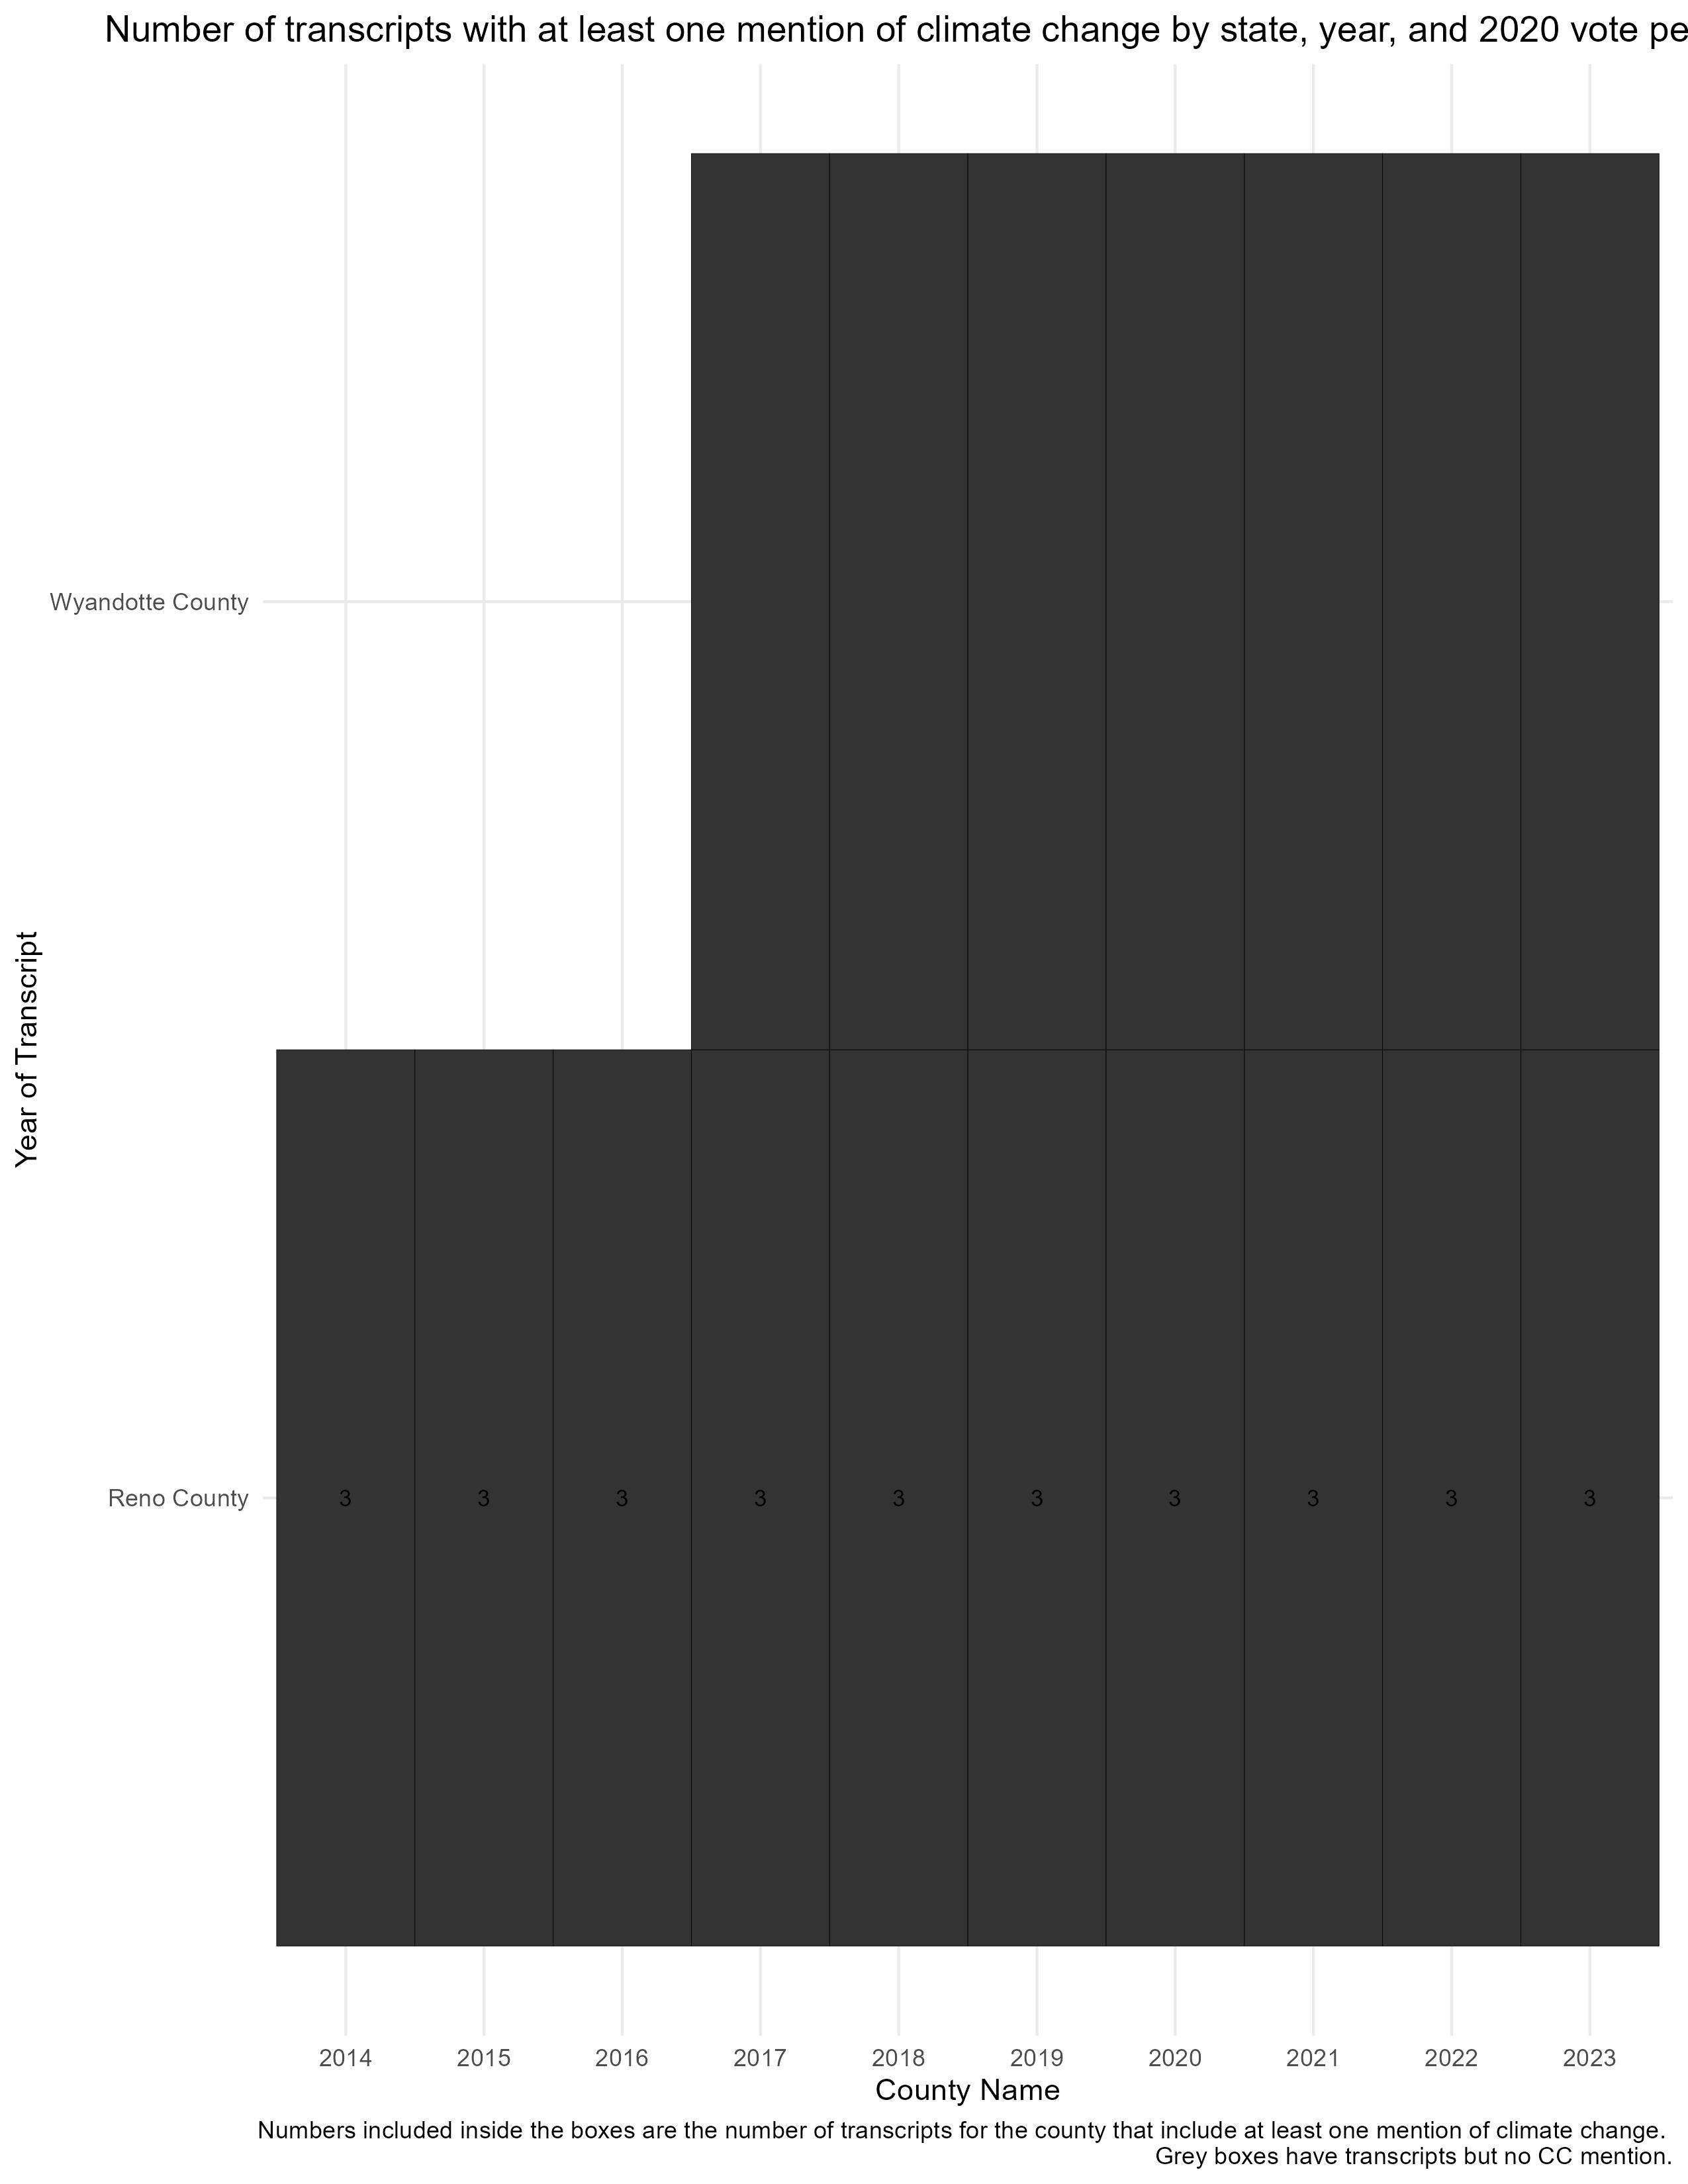 Number of transcripts with at least one mention of climate change by state, year, and 2020 vote pe
Year of Transcript
Wyandotte County
Reno County
3 3 3 3 3 3 3 3 3 3
2014 2015 2016 2017 2018 2019 2020 2021 2022 2023
County Name
Numbers included inside the boxes are the number of transcripts for the county that include at least one mention of climate change.
Grey boxes have transcripts but no CC mention.